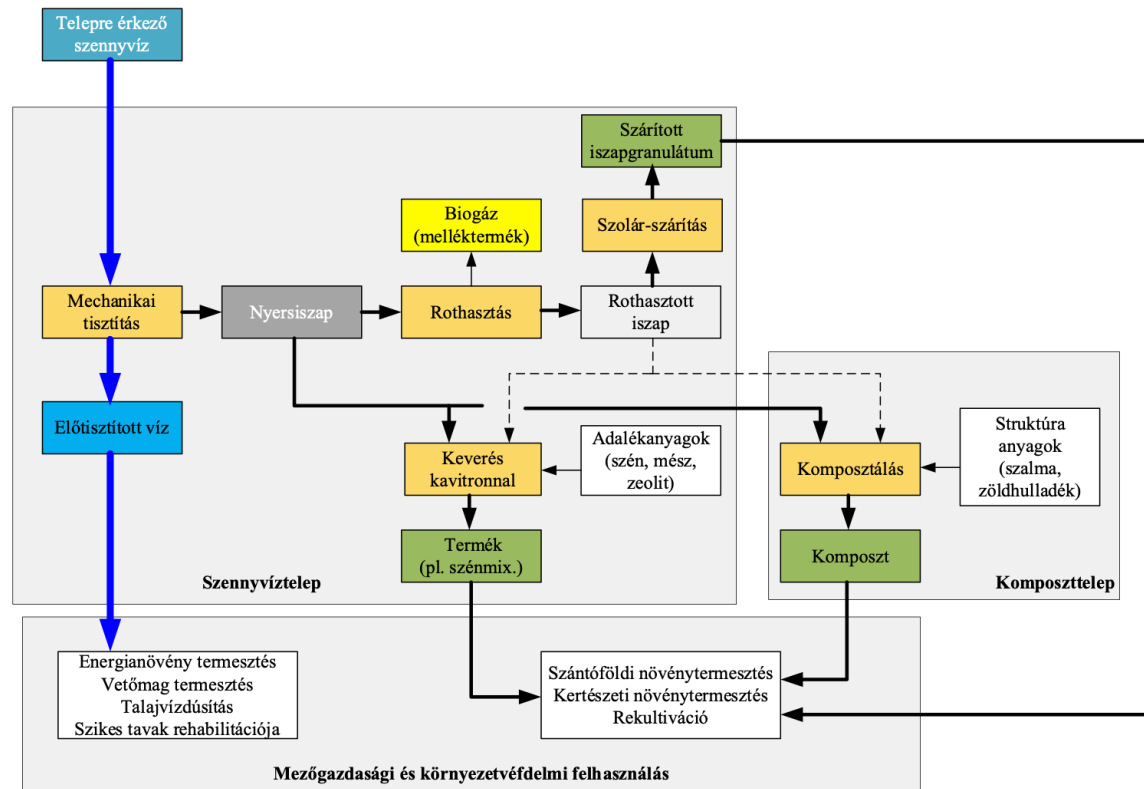 Telepre érkező
szennyvíz
Szárított
iszapgranulátum
Biogáz
(melléktermék)
Szolár-szárítás
Mechanikai
tisztítás
Nyersiszap
Rothasztás
Rothasztott
iszap
Előtisztított víz
Keverés
kavitronnal
Adalékanyagok
(szén, mész,
zeolit)
Komposztálás
Struktúra
anyagok
(szalma,
zöldhulladék)
Termék
(pl. szénmix.)
Komposzt
Szennyvíztelep
Komposzttelep
Energianövény termesztés
Vetőmag termesztés
Talajvízdúsítás
Szikes tavak rehabilitációja
Szántóföldi növénytermesztés
Kertészeti növénytermesztés
Rekultiváció
Mezőgazdasági és környezetvéfdelmi felhasználás